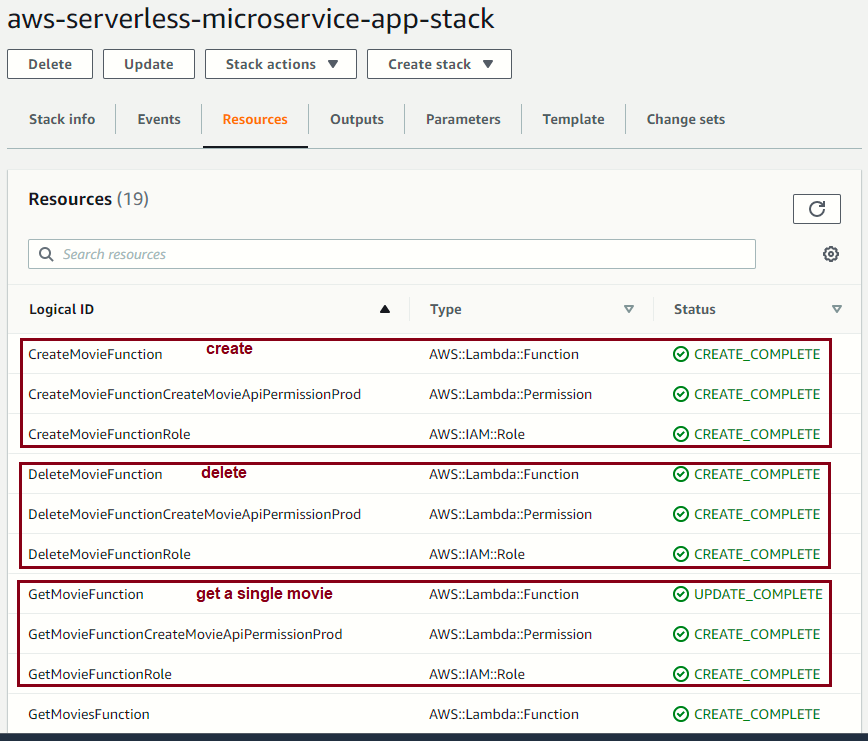 aws-serverless-microservice-app-stack
Delete Update Stack actions Create stack
Stack info Events Resources Outputs Parameters Template Change sets
Resources (19)
Search resources
Logical ID Type Status
CreateMovieFunction create AWS::Lambda::Function CREATE_COMPLETE
CreateMovieFunctionCreateMovieApiPermissionProd AWS::Lambda::Permission CREATE_COMPLETE
CreateMovieFunctionRole AWS::IAM::Role CREATE_COMPLETE
DeleteMovieFunction delete AWS::Lambda::Function CREATE_COMPLETE
DeleteMovieFunctionCreateMovieApiPermissionProd AWS::Lambda::Permission CREATE_COMPLETE
DeleteMovieFunctionRole AWS::IAM::Role CREATE_COMPLETE
GetMovieFunction get a single movie AWS::Lambda::Function UPDATE_COMPLETE
GetMovieFunctionCreateMovieApiPermissionProd AWS::Lambda::Permission CREATE_COMPLETE
GetMovieFunctionRole AWS::IAM::Role CREATE_COMPLETE
GetMoviesFunction AWS::Lambda::Function CREATE_COMPLETE